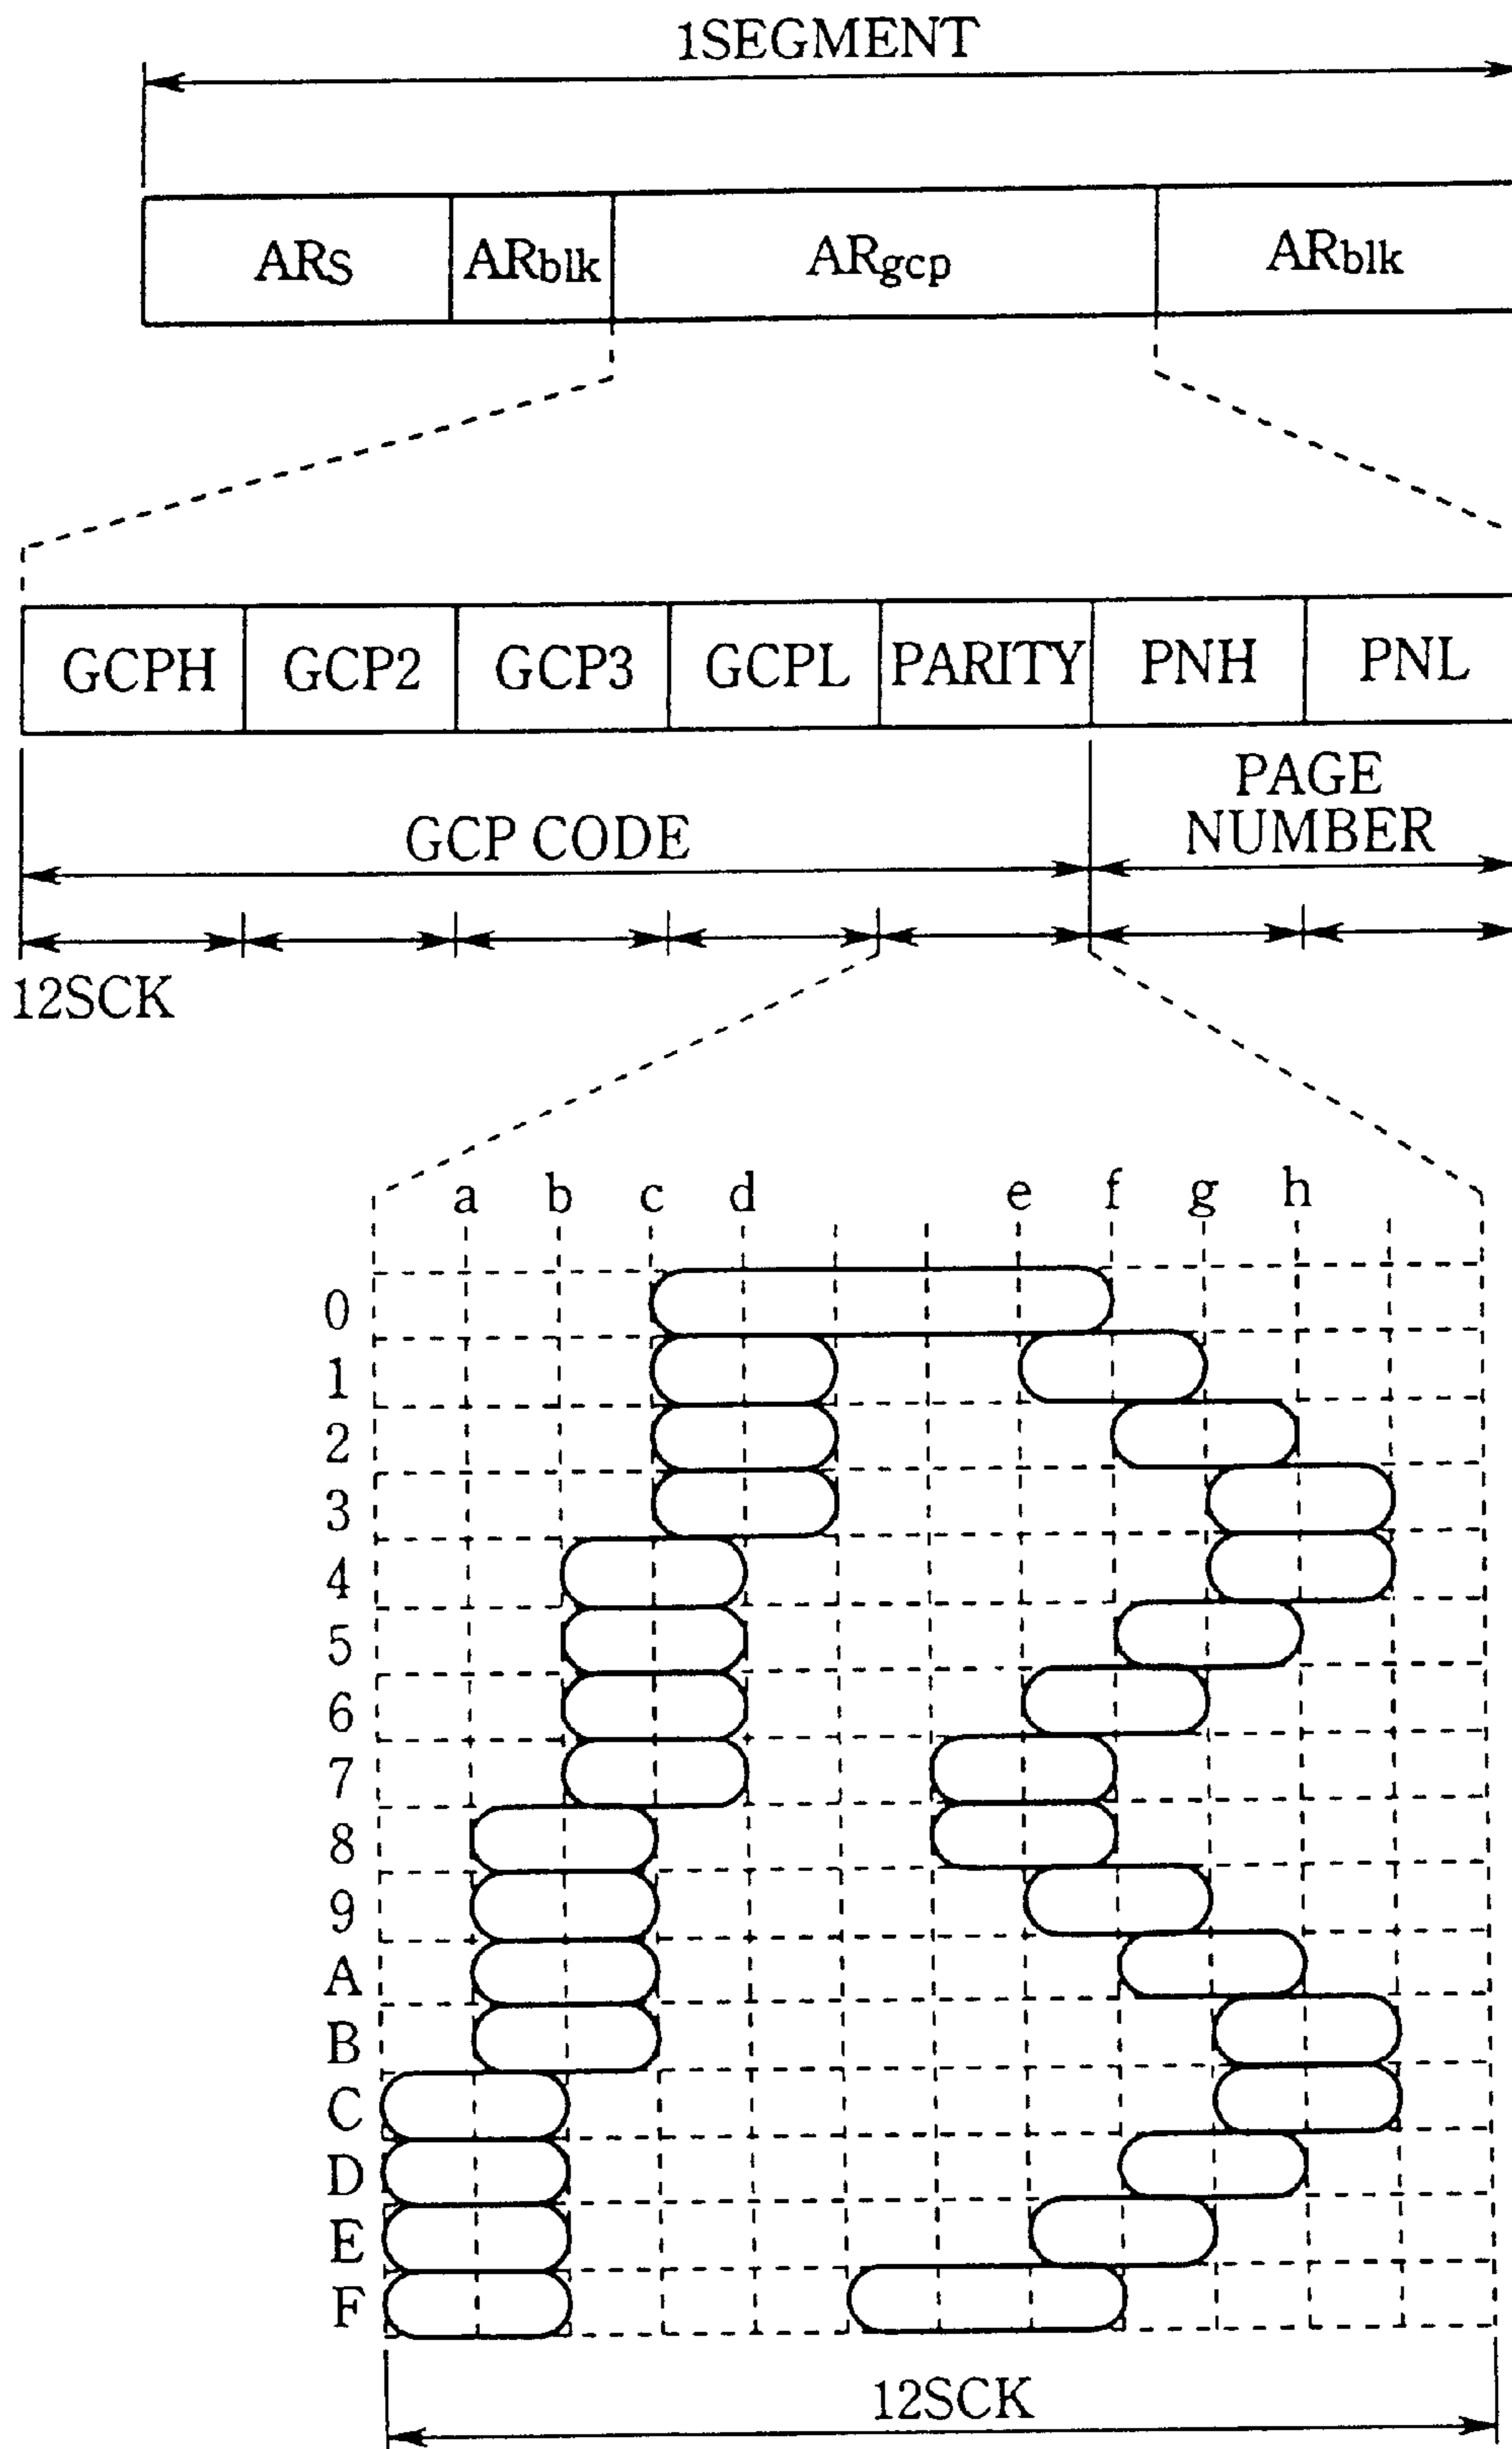 1SEGMENT
ARS ARblk ARgcp ARblk
GCPH GCP2 GCP3 GCPL PARITY PNH PNL
GCP CODE
PAGE
NUMBER
12SCK
a b c d e f g h
0
1
2
3
4
5
6
7
8
9
A
B
C
D
E
F
12SCK